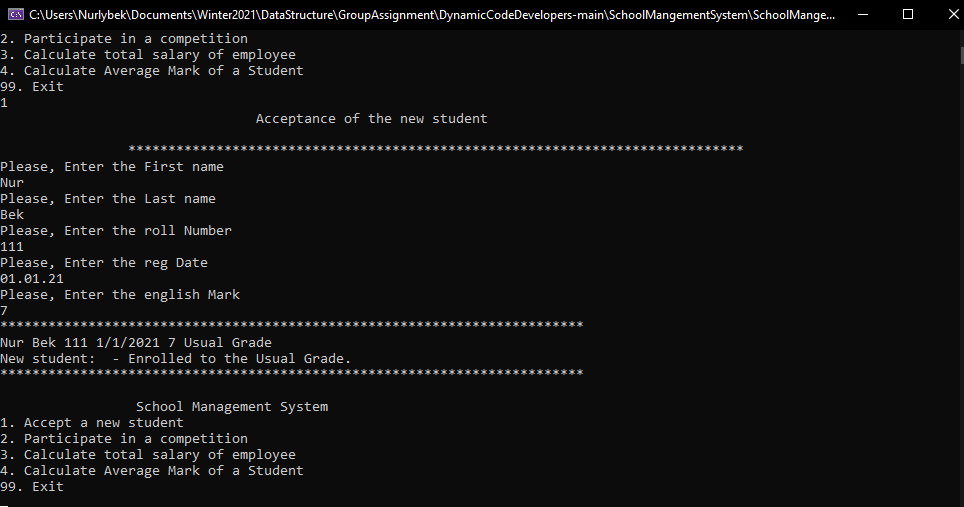 C:\Users\Nurlybek\Documents\Winter2021\DataStructure\GroupAssignment\DynamicCodeDevelopers-main\SchoolMangementSystem\SchoolMange...
2. Participate in a competition
3. Calculate total salary of employee
4. Calculate Average Mark of a Student
99. Exit
1
Acceptance of the new student
*****************************************************************************
Please, Enter the First name
Nur
Please, Enter the Last name
Bek
Please, Enter the roll Number
111
Please, Enter the reg Date
01.01.21
Please, Enter the english Mark
7
*************************************************************************
Nur Bek 111 1/1/2021 7 Usual Grade
New student:  - Enrolled to the Usual Grade.
*************************************************************************
School Management System
1. Accept a new student
2. Participate in a competition
3. Calculate total salary of employee
4. Calculate Average Mark of a Student
99. Exit